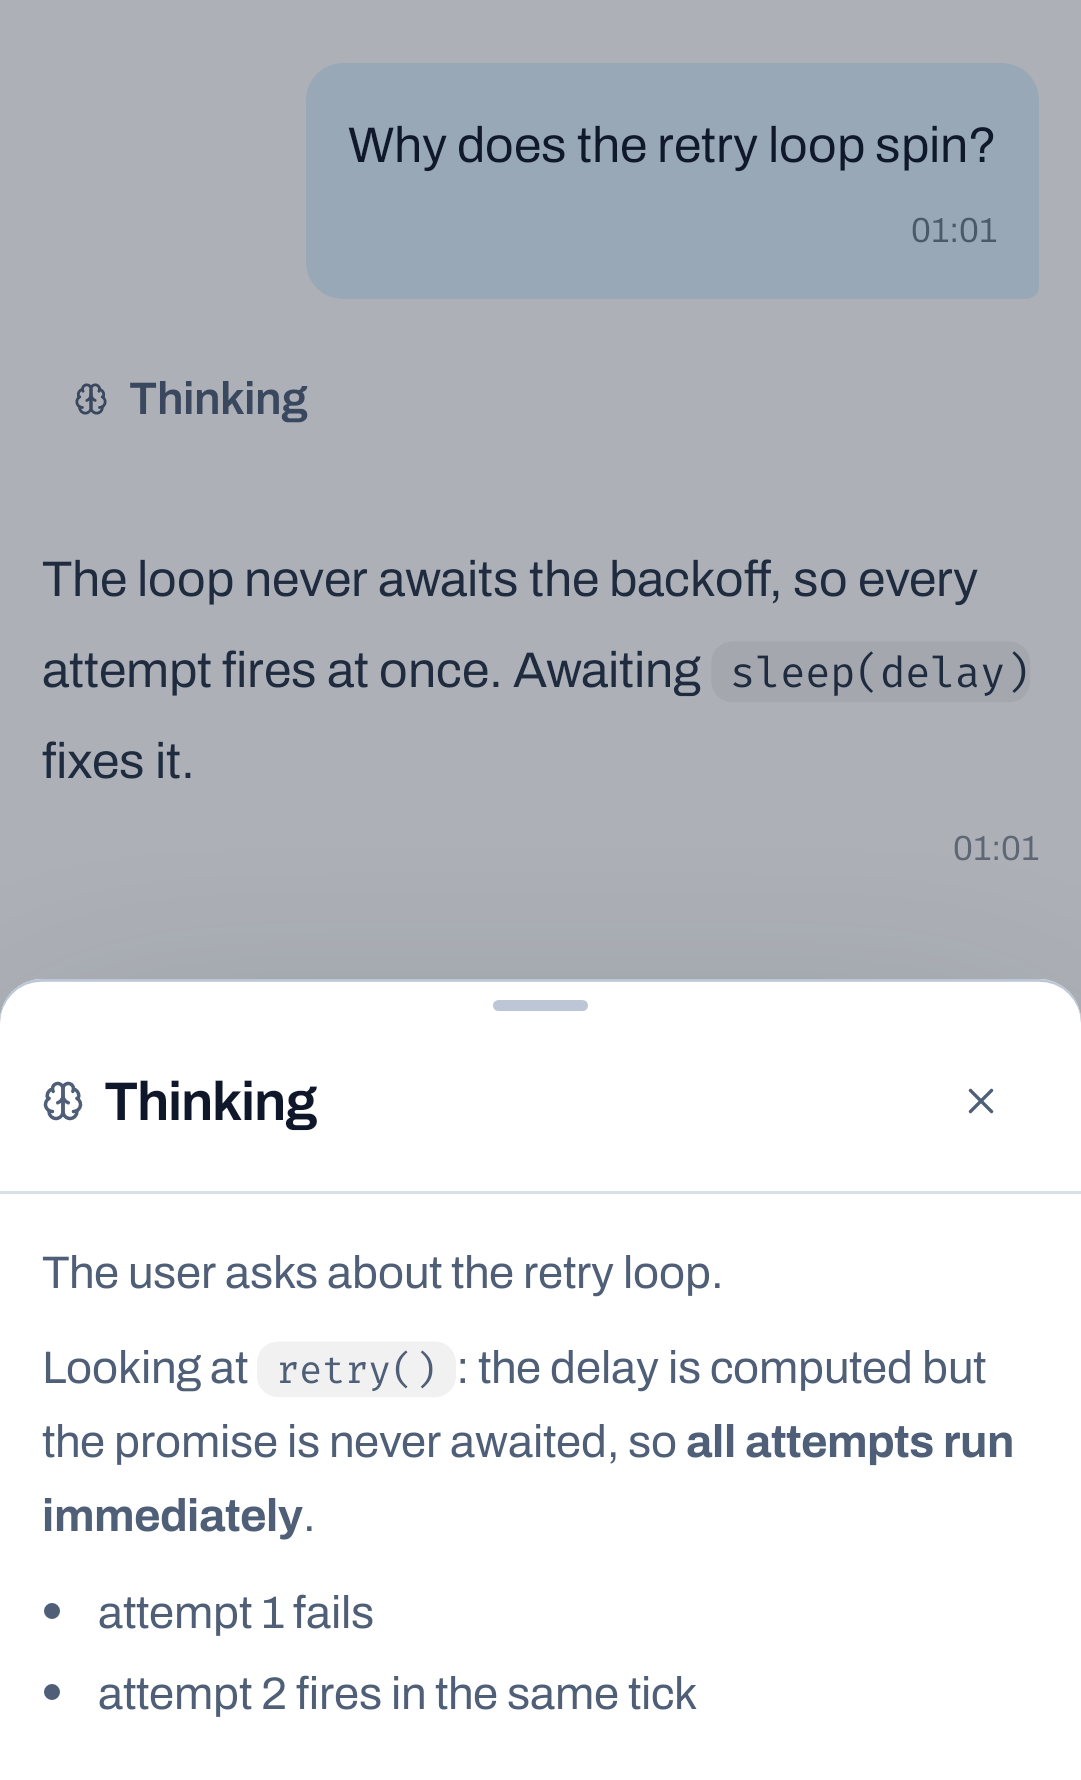 Why does the retry loop spin?
01:01
Thinking
The loop never awaits the backoff, so every
attempt fires at once. Awaiting sleep(delay)
fixes it.
01:01
Thinking
The user asks about the retry loop.
Looking at retry(): the delay is computed but
the promise is never awaited, so all attempts run
immediately.
• attempt 1 fails
• attempt 2 fires in the same tick